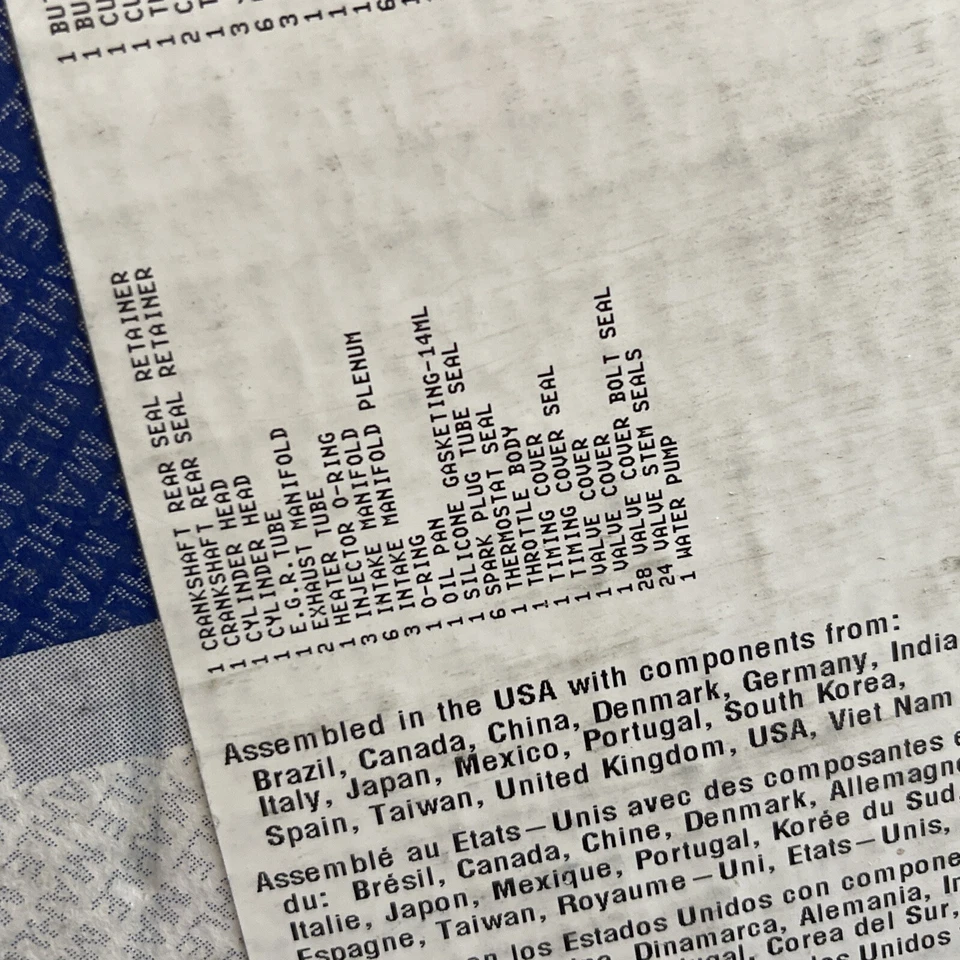 1 CRANKSHAFT REAR SEAL RETAINER
1 CRANKSHAFT REAR SEAL RETAINER
1 CYLINDER HEAD
1 CYLINDER HEAD
1 E.G.R. TUBE
2 EXHAUST MANIFOLD
1 HEATER TUBE
3 INJECTOR O-RING
6 INTAKE MANIFOLD
3 INTAKE MANIFOLD PLENUM
1 O-RING
1 OIL PAN
1 SILICONE GASKETING-14ML
6 SPARK PLUG TUBE SEAL
1 THERMOSTAT SEAL
1 THROTTLE BODY
1 TIMING COVER
1 TIMING COVER SEAL
1 VALVE COVER
1 VALVE COVER
28 VALVE COVER BOLT SEAL
24 VALVE STEM SEALS
1 WATER PUMP
Assembled in the USA with components from:
Brazil, Canada, China, Denmark, Germany, India
Italy, Japan, Mexico, Portugal, South Korea,
Spain, Taiwan, United Kingdom, USA, Viet Nam
Assemblé au Etats-Unis avec des composantes
du: Brésil, Canada, Chine, Denmark, Allemagne
Italie, Japon, Mexique, Portugal, Korée du Sud,
Espagne, Taiwan, Royaume-Uni, Etats-Unis,
los Estados Unidos con
Dinamarca, Alemania,
Corea del Sur,
Unidos